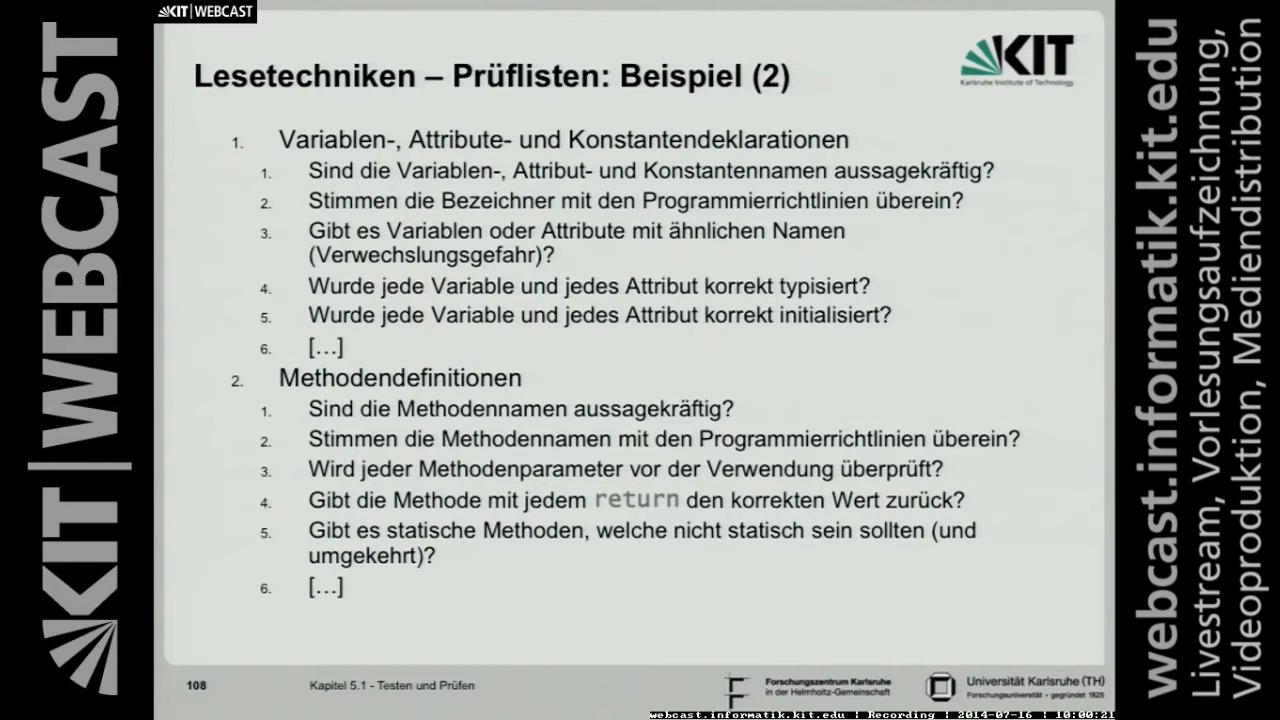 KIT | WEBCAST
KIT | WEBCAST
Lesetechniken – Prüflisten: Beispiel (2)
KIT
Karlsruhe Institute of Technology
1. Variablen-, Attribute- und Konstantendeklarationen
1. Sind die Variablen-, Attribut- und Konstantennamen aussagekräftig?
2. Stimmen die Bezeichner mit den Programmierrichtlinien überein?
3. Gibt es Variablen oder Attribute mit ähnlichen Namen
(Verwechslungsgefahr)?
4. Wurde jede Variable und jedes Attribut korrekt typisiert?
5. Wurde jede Variable und jedes Attribut korrekt initialisiert?
6. […]
2. Methodendefinitionen
1. Sind die Methodennamen aussagekräftig?
2. Stimmen die Methodennamen mit den Programmierrichtlinien überein?
3. Wird jeder Methodenparameter vor der Verwendung überprüft?
4. Gibt die Methode mit jedem return den korrekten Wert zurück?
5. Gibt es statische Methoden, welche nicht statisch sein sollten (und
umgekehrt)?
6. […]
108
Kapitel 5.1 - Testen und Prüfen
Forschungszentrum Karlsruhe
in der Helmholtz-Gemeinschaft
Universität Karlsruhe (TH)
Forschungsuniversität - gegründet 1825
webcast.informatik.kit.edu | Recording | 2014-07-16 | 10:00:21
webcast.informatik.kit.edu
Livestream, Vorlesungsaufzeichnung,
Videoproduktion, Mediendistribution